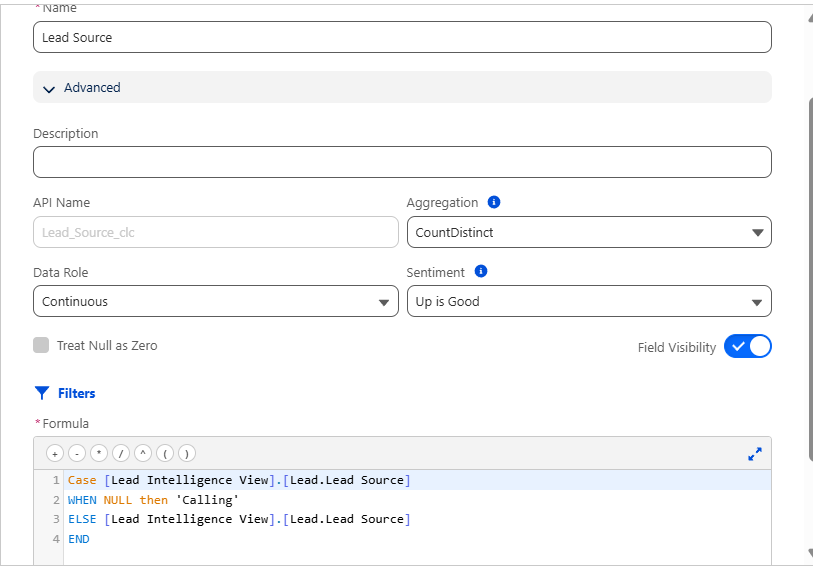 * Name
Lead Source
Advanced
Description
API Name
Aggregation i
Lead_Source_clc
CountDistinct
Data Role
Sentiment i
Continuous
Up is Good
Treat Null as Zero
Field Visibility
Filters
* Formula
+ - * / ^ ( )
1 Case [Lead Intelligence View].[Lead.Lead Source]
2 WHEN NULL then 'Calling'
3 ELSE [Lead Intelligence View].[Lead.Lead Source]
4 END